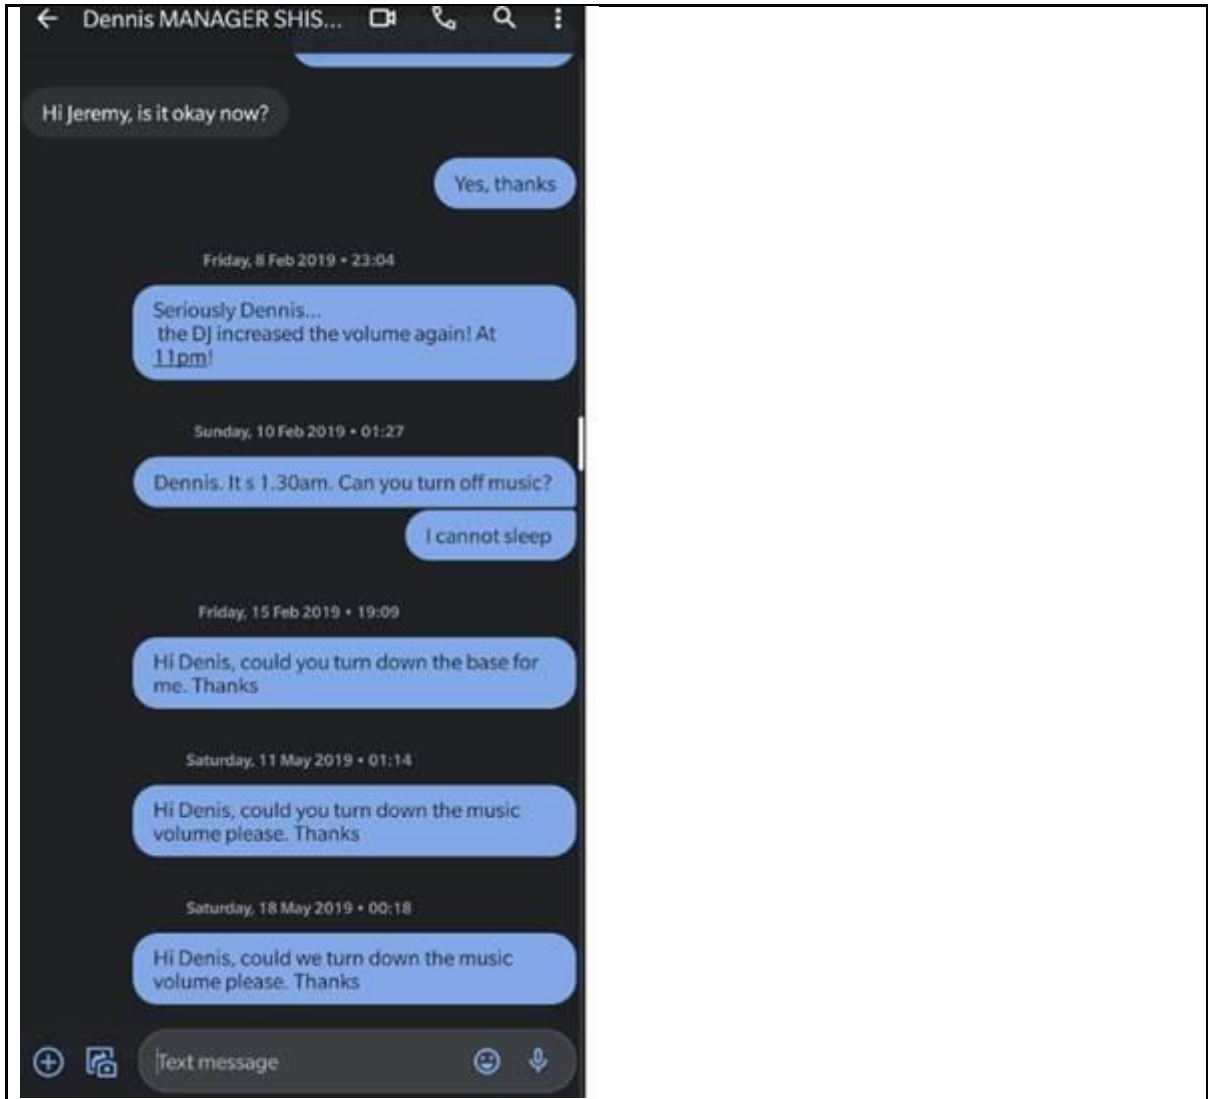 Dennis MANAGER SHIS...
Hi Jeremy, is it okay now?
Yes, thanks
Friday, 8 Feb 2019 • 23:04
Seriously Dennis...
the DJ increased the volume again! At
11pm!
Sunday, 10 Feb 2019 • 01:27
Dennis. It s 1.30am. Can you turn off music?
I cannot sleep
Friday, 15 Feb 2019 • 19:09
Hi Denis, could you turn down the base for
me. Thanks
Saturday, 11 May 2019 • 01:14
Hi Denis, could you turn down the music
volume please. Thanks
Saturday, 18 May 2019 • 00:18
Hi Denis, could we turn down the music
volume please. Thanks
Text message